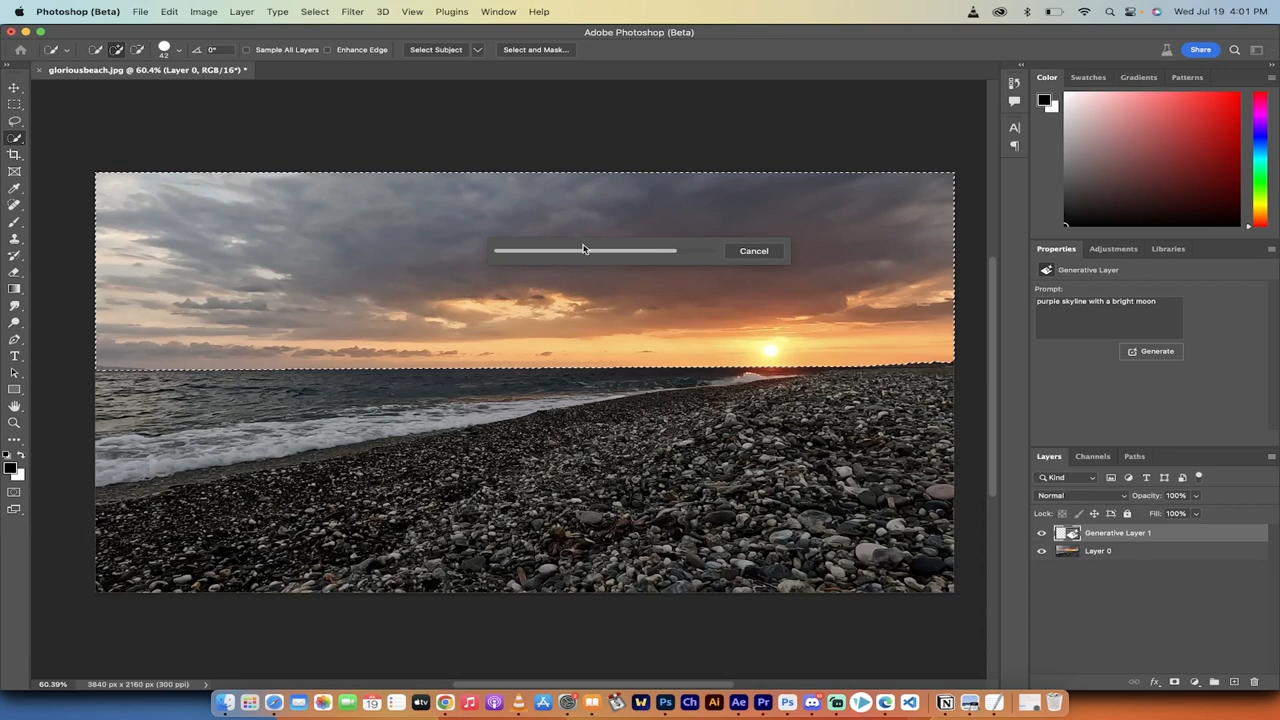 Photoshop (Beta) File Edit Image Layer Type Select Filter 3D View Plugins Window Help Wed Jul 19 4:01 PM
Adobe Photoshop (Beta)
42 0° Sample All Layers Enhance Edge Select Subject Select and Mask... Share
gloriousbeach.jpg @ 60.4% (Layer 0, RGB/16*) *
Color Swatches Gradients Patterns
Cancel
Properties Adjustments Libraries
Generative Layer
Prompt:
purple skyline with a bright moon
Generate
Layers Channels Paths
Kind
Normal Opacity: 100%
Lock: Fill: 100%
Generative Layer 1
Layer 0
60.39% 3840 px x 2160 px (300 ppi)